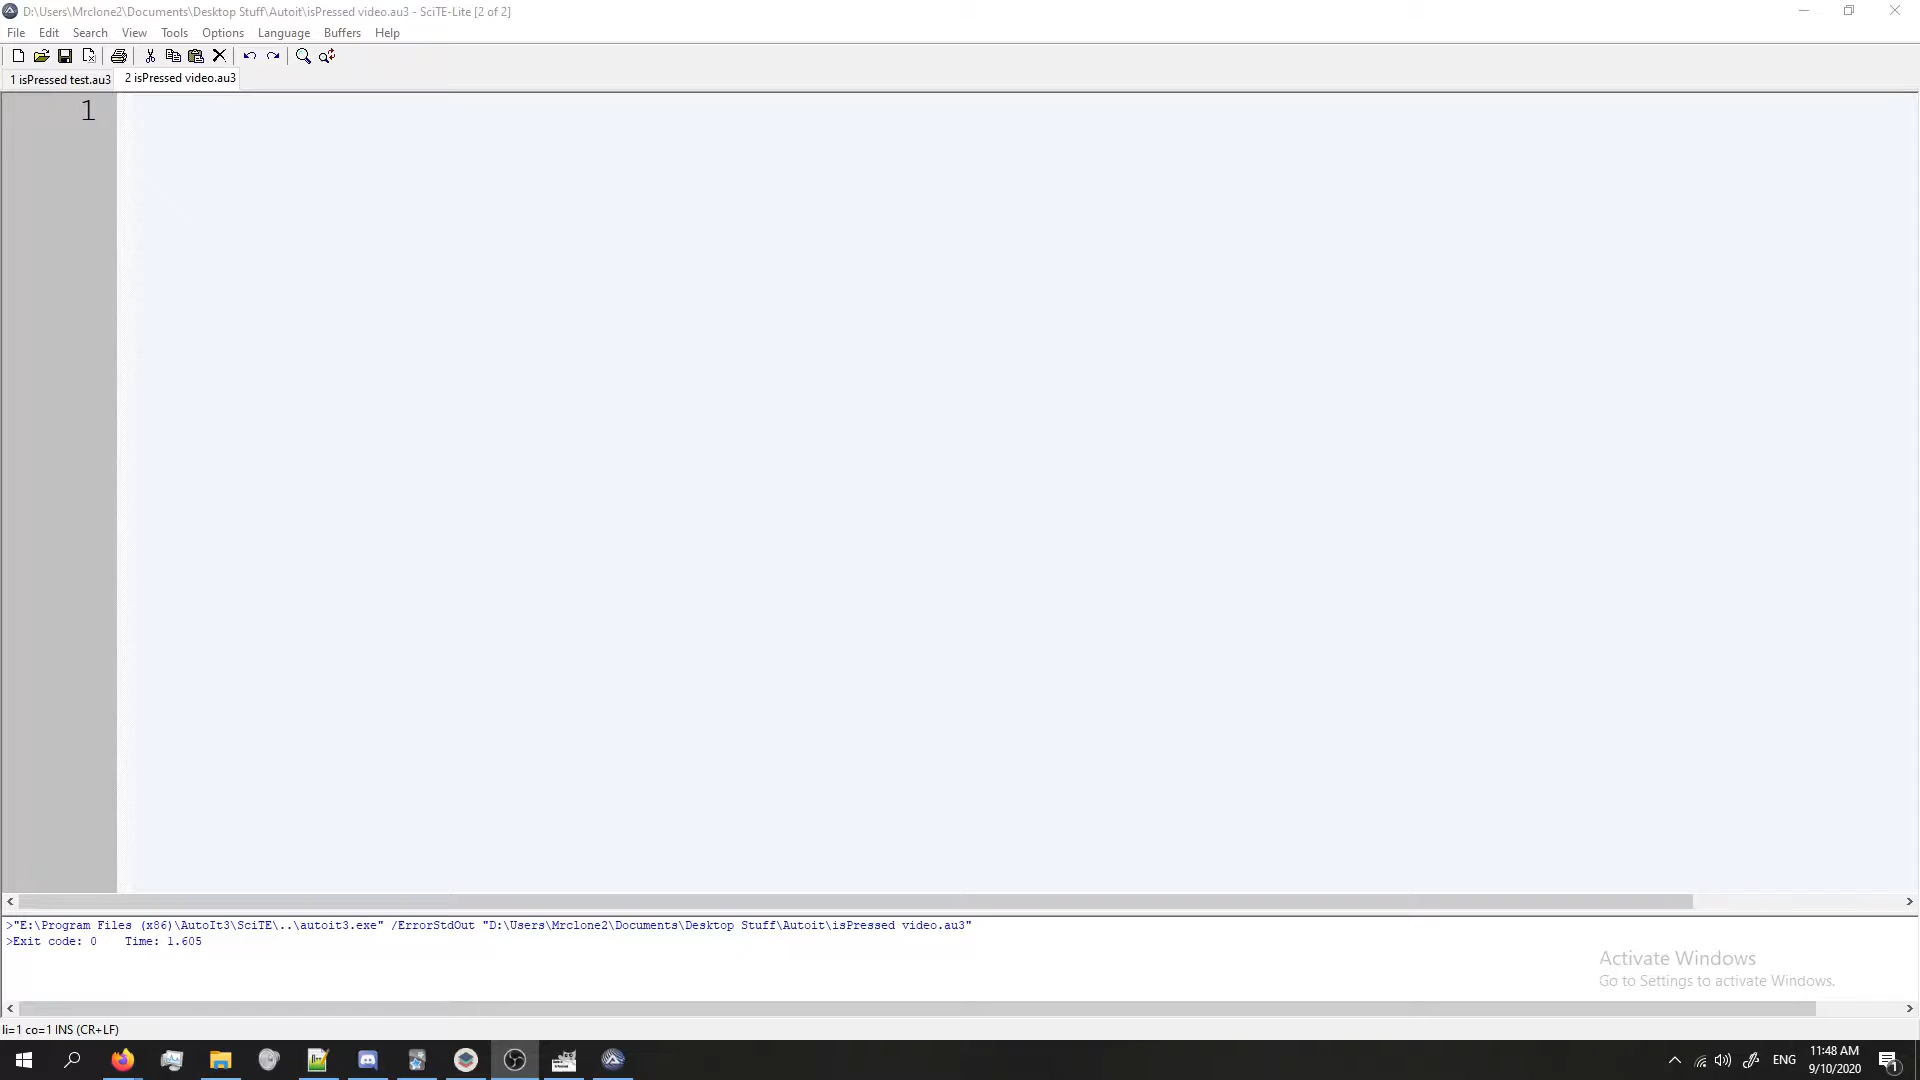 D:\Users\Mrclone2\Documents\Desktop Stuff\Autoit\isPressed video.au3 - SciTE-Lite [2 of 2]
File Edit Search View Tools Options Language Buffers Help
1 isPressed test.au3 2 isPressed video.au3
1
>"E:\Program Files (x86)\AutoIt3\SciTE\..\autoit3.exe" /ErrorStdOut "D:\Users\Mrclone2\Documents\Desktop Stuff\Autoit\isPressed video.au3"
>Exit code: 0    Time: 1.605
Activate Windows
Go to Settings to activate Windows.
li=1 co=1 INS (CR+LF)
ENG
11:48 AM
9/10/2020
1